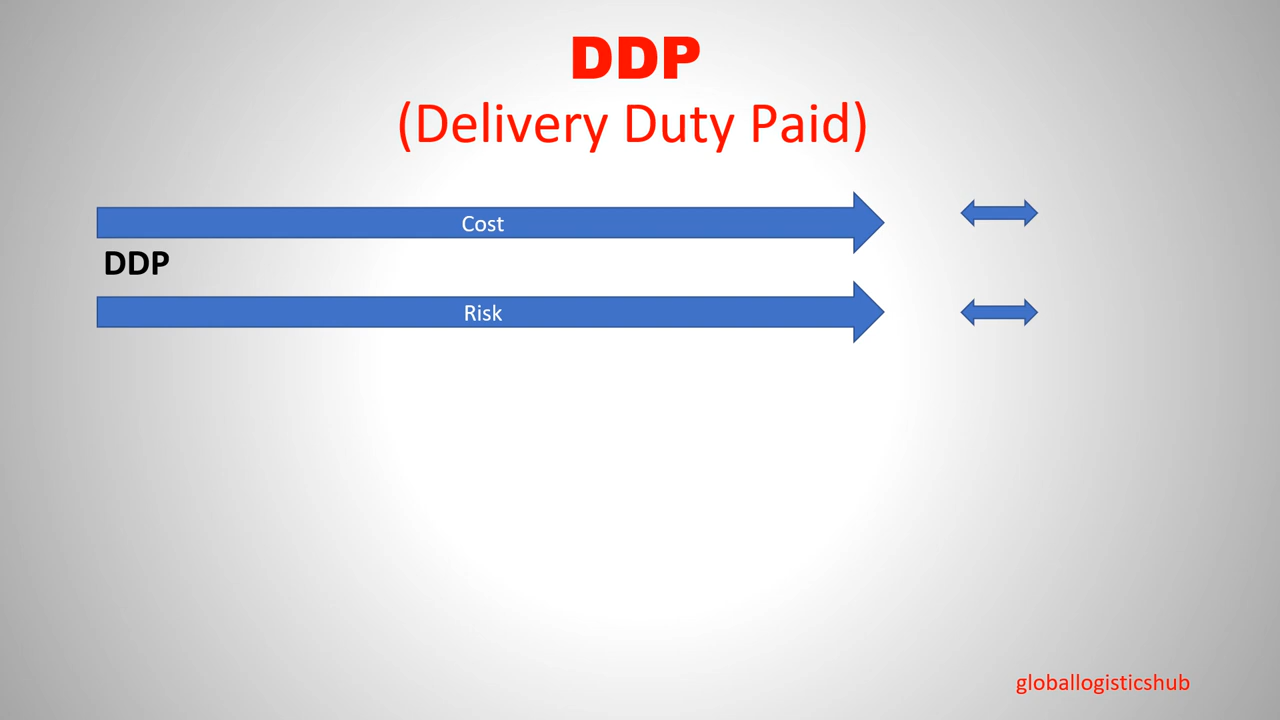 DDP
(Delivery Duty Paid)
Cost
DDP
Risk
globallogisticshub